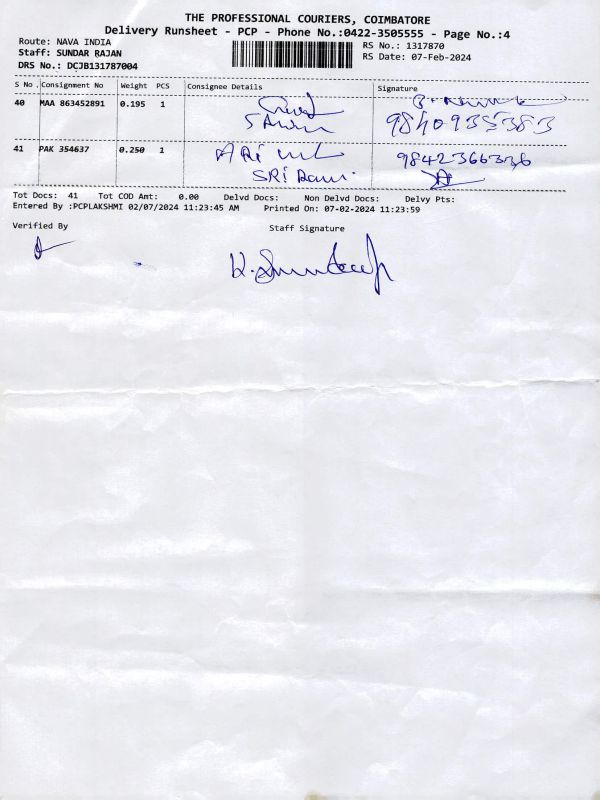 THE PROFESSIONAL COURIERS, COIMBATORE
Delivery Runsheet - PCP - Phone No.:0422-3505555 - Page No.:4
Route: NAVA INDIA
RS No.: 1317870
Staff: SUNDAR RAJAN
RS Date: 07-Feb-2024
DRS No.: DCJB131787004
S No. Consignment No Weight PCS Consignee Details Signature
40 MAA 863452891 0.195 1
9840935383
41 PAK 354637 0.250 1 9842366336
SRI
Tot Docs: 41 Tot COD Amt: 0.00 Delvd Docs: Non Delvd Docs: Delvy Pts:
Entered By :PCPLAKSHMI 02/07/2024 11:23:45 AM Printed On: 07-02-2024 11:23:59
Verified By Staff Signature